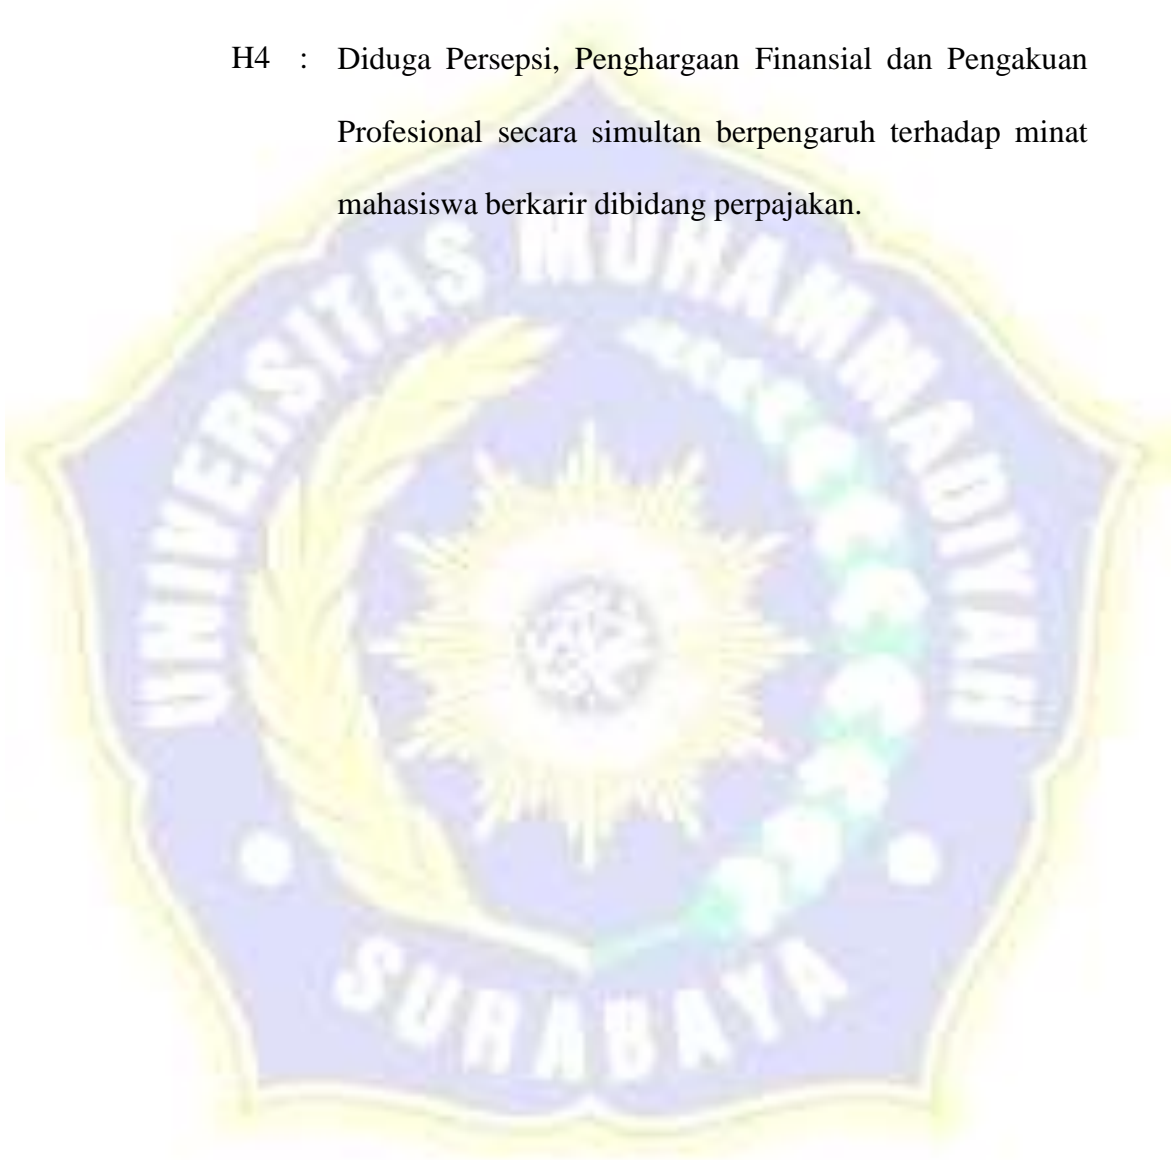 H4 : Diduga Persepsi, Penghargaan Finansial dan Pengakuan
Profesional secara simultan berpengaruh terhadap minat
mahasiswa berkarir dibidang perpajakan.
UNIVERSITAS MUHAMMADIYAH
SURABAYA